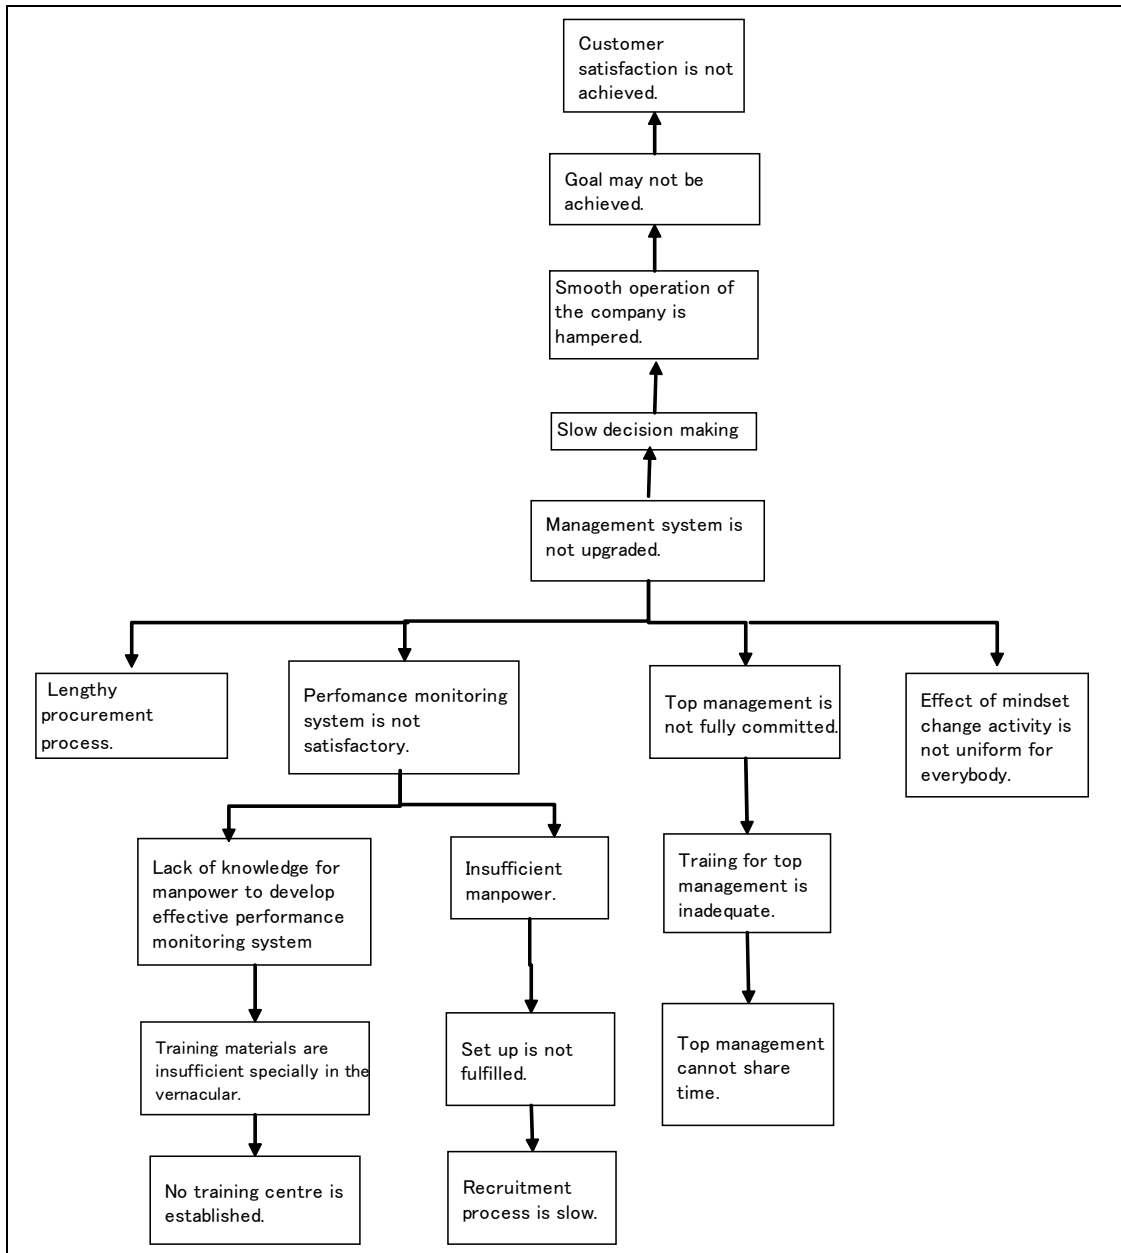 Customer
satisfaction is not
achieved.
Goal may not be
achieved.
Smooth operation of
the company is
hampered.
Slow decision making
Management system is
not upgraded.
Lengthy
procurement
process.
Perfomance monitoring
system is not
satisfactory.
Top management is
not fully committed.
Effect of mindset
change activity is
not uniform for
everybody.
Lack of knowledge for
manpower to develop
effective performance
monitoring system
Insufficient
manpower.
Traiing for top
management is
inadequate.
Training materials are
insufficient specially in the
vernacular.
Set up is not
fulfilled.
Top management
cannot share
time.
No training centre is
established.
Recruitment
process is slow.